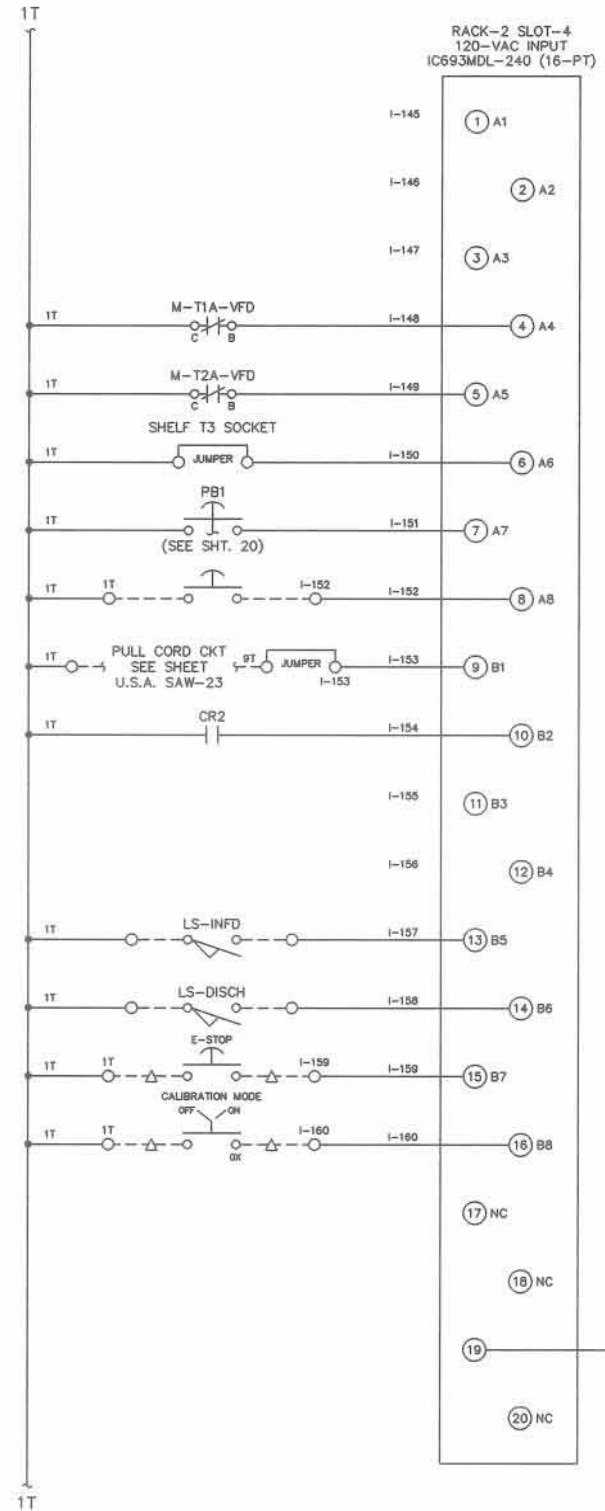 1T
RACK-2 SLOT-4
120-VAC INPUT
IC693MDL-240 (16-PT)
I-145 1 A1
I-146 2 A2
I-147 3 A3
M-T1A-VFD
1T C B I-148 4 A4
M-T2A-VFD
1T C B I-149 5 A5
SHELF T3 SOCKET
1T JUMPER I-150 6 A6
PB1
1T I-151 7 A7
(SEE SHT. 20)
1T 1T I-152 I-152 8 A8
1T PULL CORD CKT 9T JUMPER I-153 9 B1
SEE SHEET
U.S.A. SAW-23 I-153
CR2
1T I-154 10 B2
I-155 11 B3
I-156 12 B4
LS-INFD
1T I-157 13 B5
LS-DISCH
1T I-158 14 B6
E-STOP
1T 1T I-159 I-159 15 B7
CALIBRATION MODE
OFF ON
1T 1T I-160 I-160 16 B8
OX
17 NC
18 NC
19
20 NC
1T